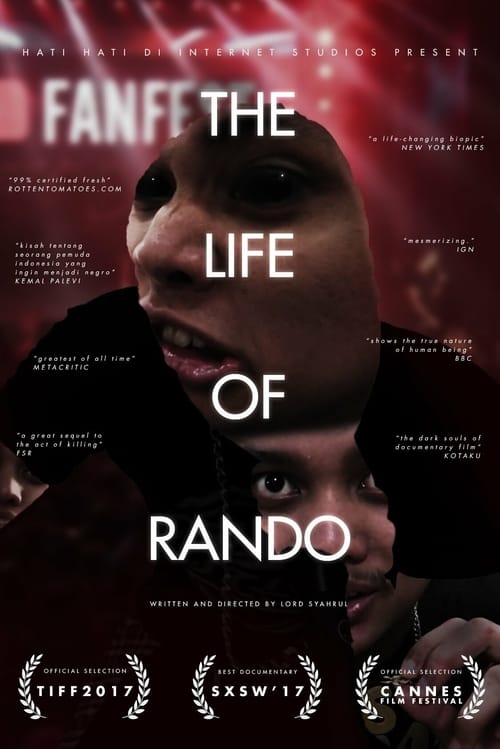 HATI HATI DI INTERNET STUDIOS PRESENT
FANFE
THE
"a life-changing biopic"
NEW YORK TIMES
"99% certified fresh"
ROTTENTOMATOES.COM
LIFE
"kisah tentang
seorang pemuda
indonesia yang
ingin menjadi negro"
KEMAL PALEVI
"mesmerizing."
IGN
"shows the true nature
of human being"
BBC
"greatest of all time"
METACRITIC
OF
"a great sequel to
the act of killing"
FSR
"the dark souls of
documentary film"
KOTAKU
RANDO
WRITTEN AND DIRECTED BY LORD SYAHRUL
OFFICIAL SELECTION
TIFF2017
BEST DOCUMENTARY
SXSW'17
OFFICIAL SELECTION
CANNES
FILM FESTIVAL